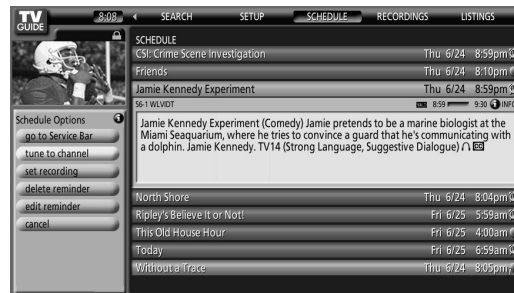 TV
GUIDE
8:08
SEARCH SETUP SCHEDULE RECORDINGS LISTINGS
SCHEDULE
CSI: Crime Scene Investigation Thu 6/24 8:59pm
Friends Thu 6/24 8:10pm
Jamie Kennedy Experiment Thu 6/24 8:59pm
56-1 WLVIDT 8:59 9:30 INFO
Jamie Kennedy Experiment (Comedy) Jamie pretends to be a marine biologist at the
Miami Seaquarium, where he tries to convince a guard that he's communicating with
a dolphin. Jamie Kennedy. TV14 (Strong Language, Suggestive Dialogue) CC
Schedule Options
go to Service Bar
tune to channel
set recording
delete reminder
edit reminder
cancel
North Shore Thu 6/24 8:04pm
Ripley's Believe It or Not! Fri 6/25 5:59am
This Old House Hour Fri 6/25 4:00am
Today Fri 6/25 6:59am
Without a Trace Thu 6/24 8:05pm